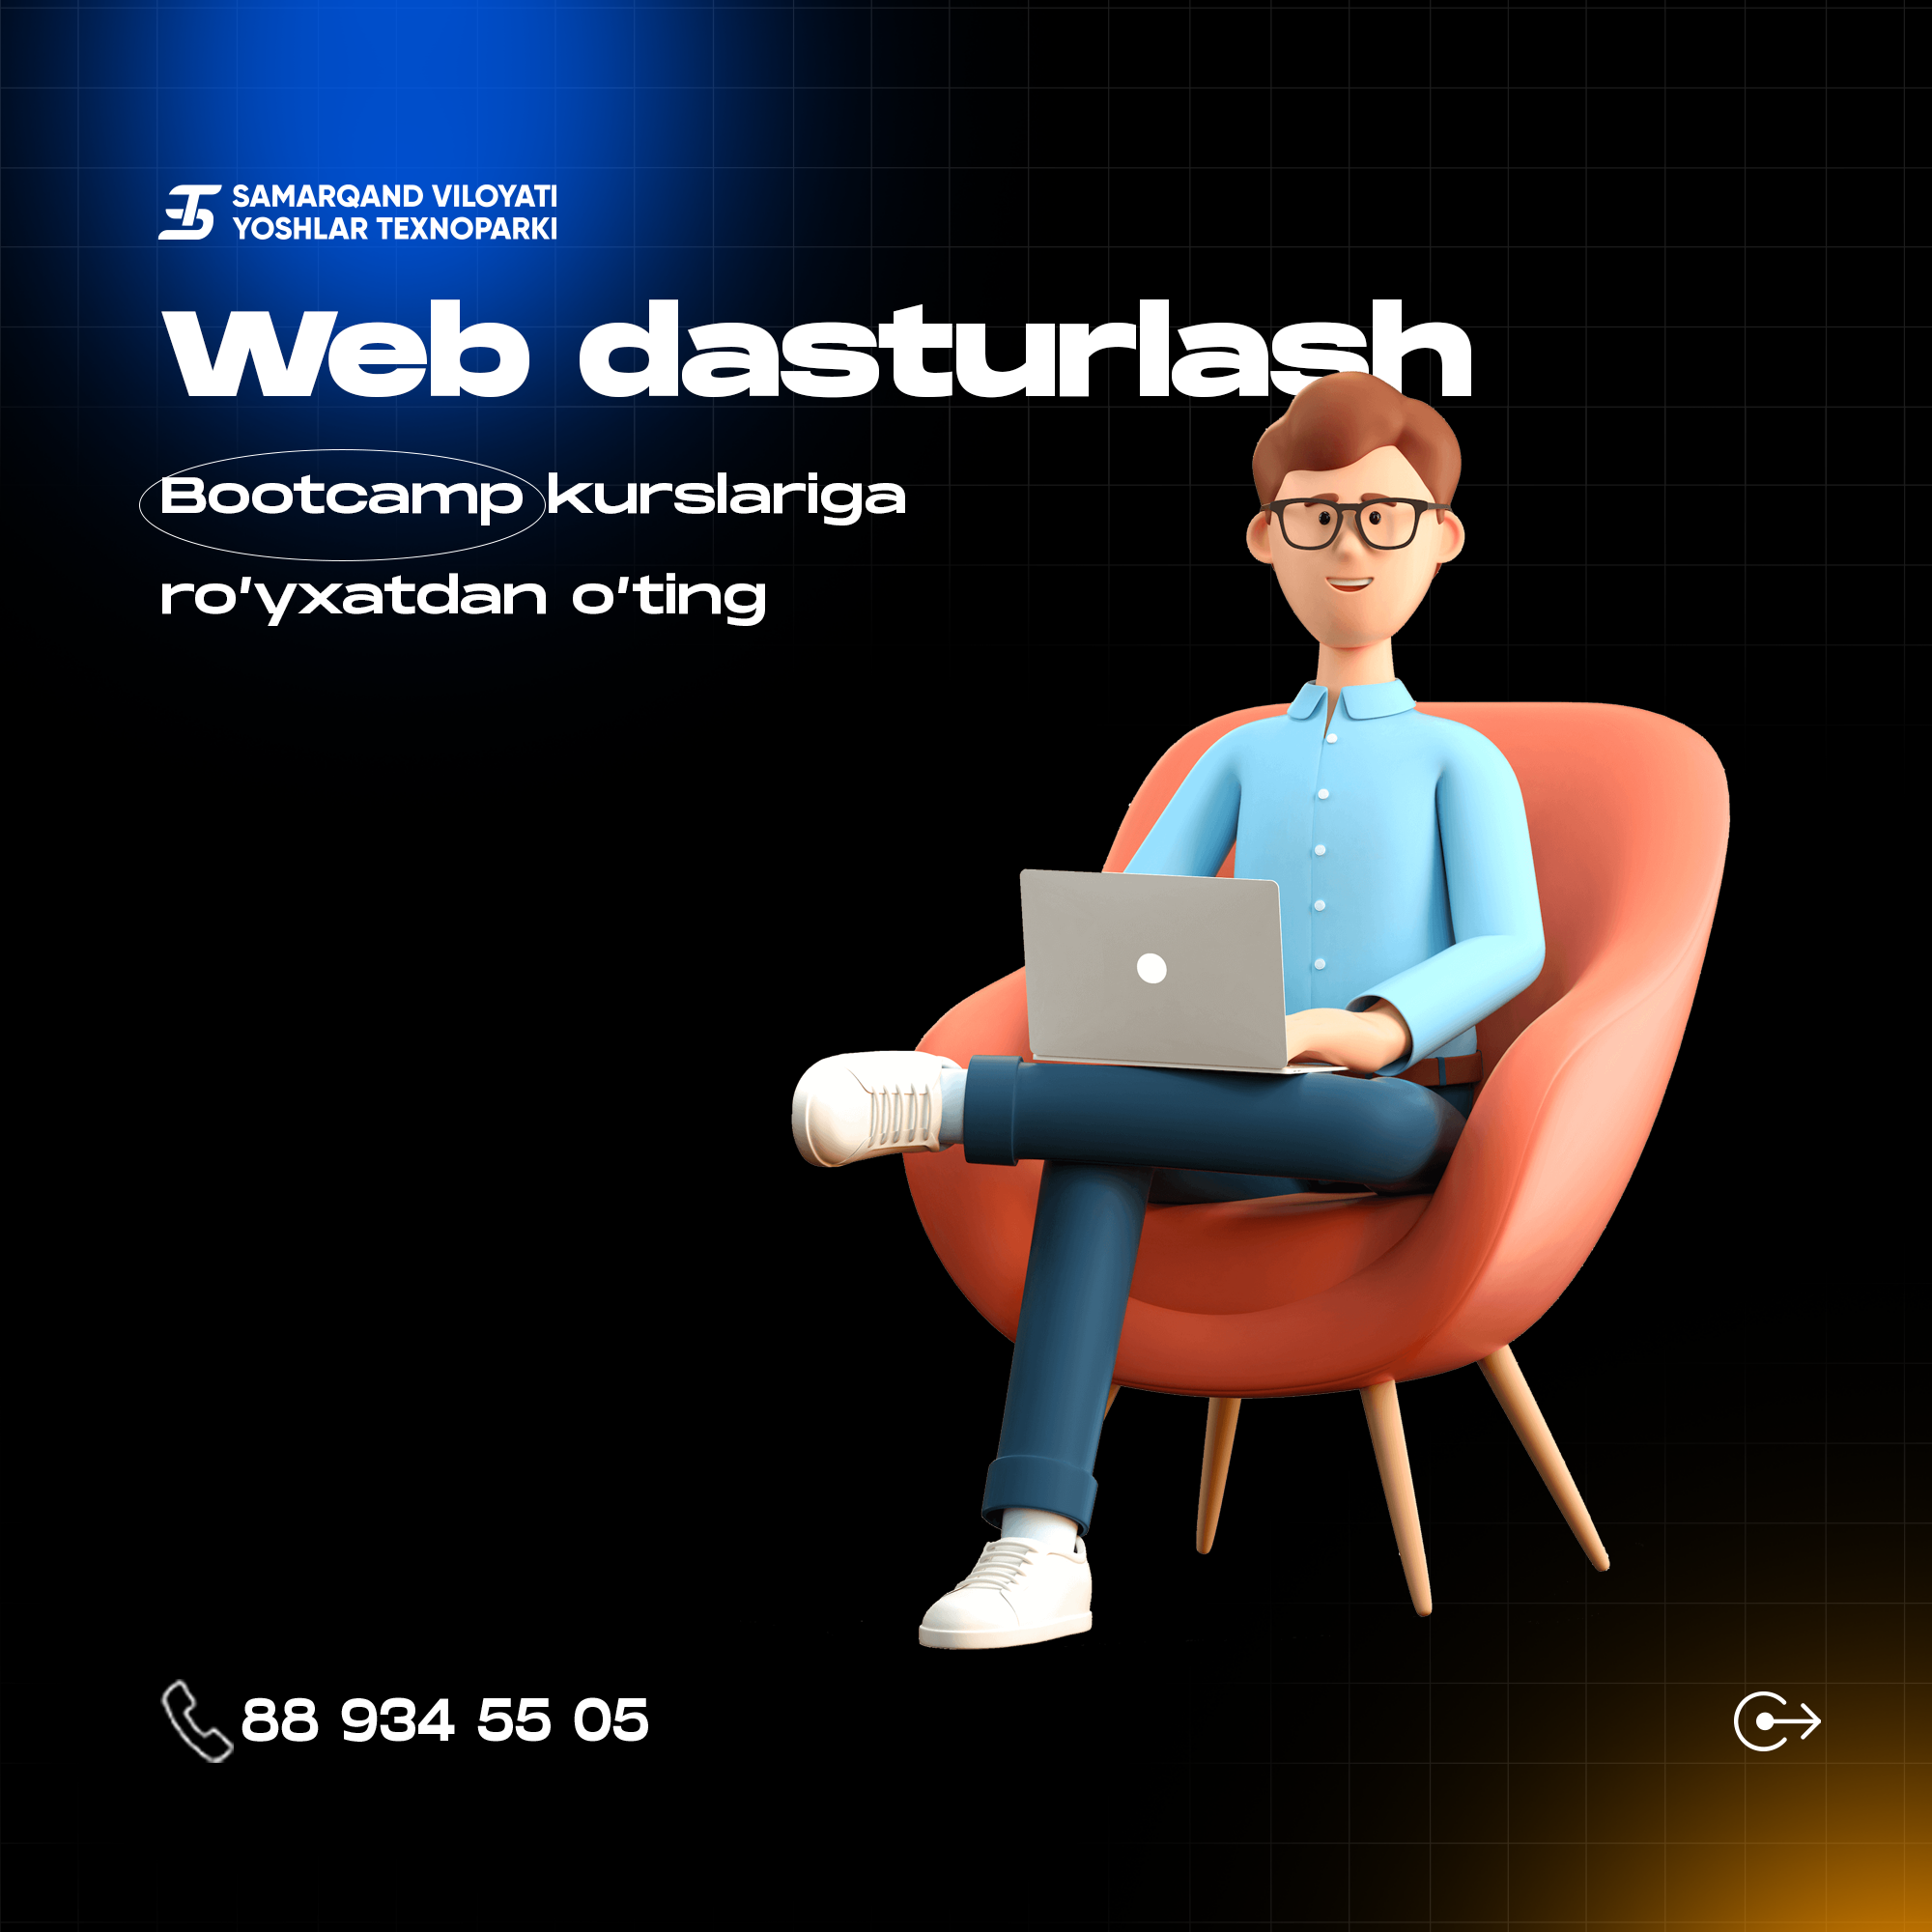 SAMARQAND VILOYATI
YOSHLAR TEXNOPARKI
Web dasturlash
Bootcamp kurslariga
ro'yxatdan o'ting
88 934 55 05